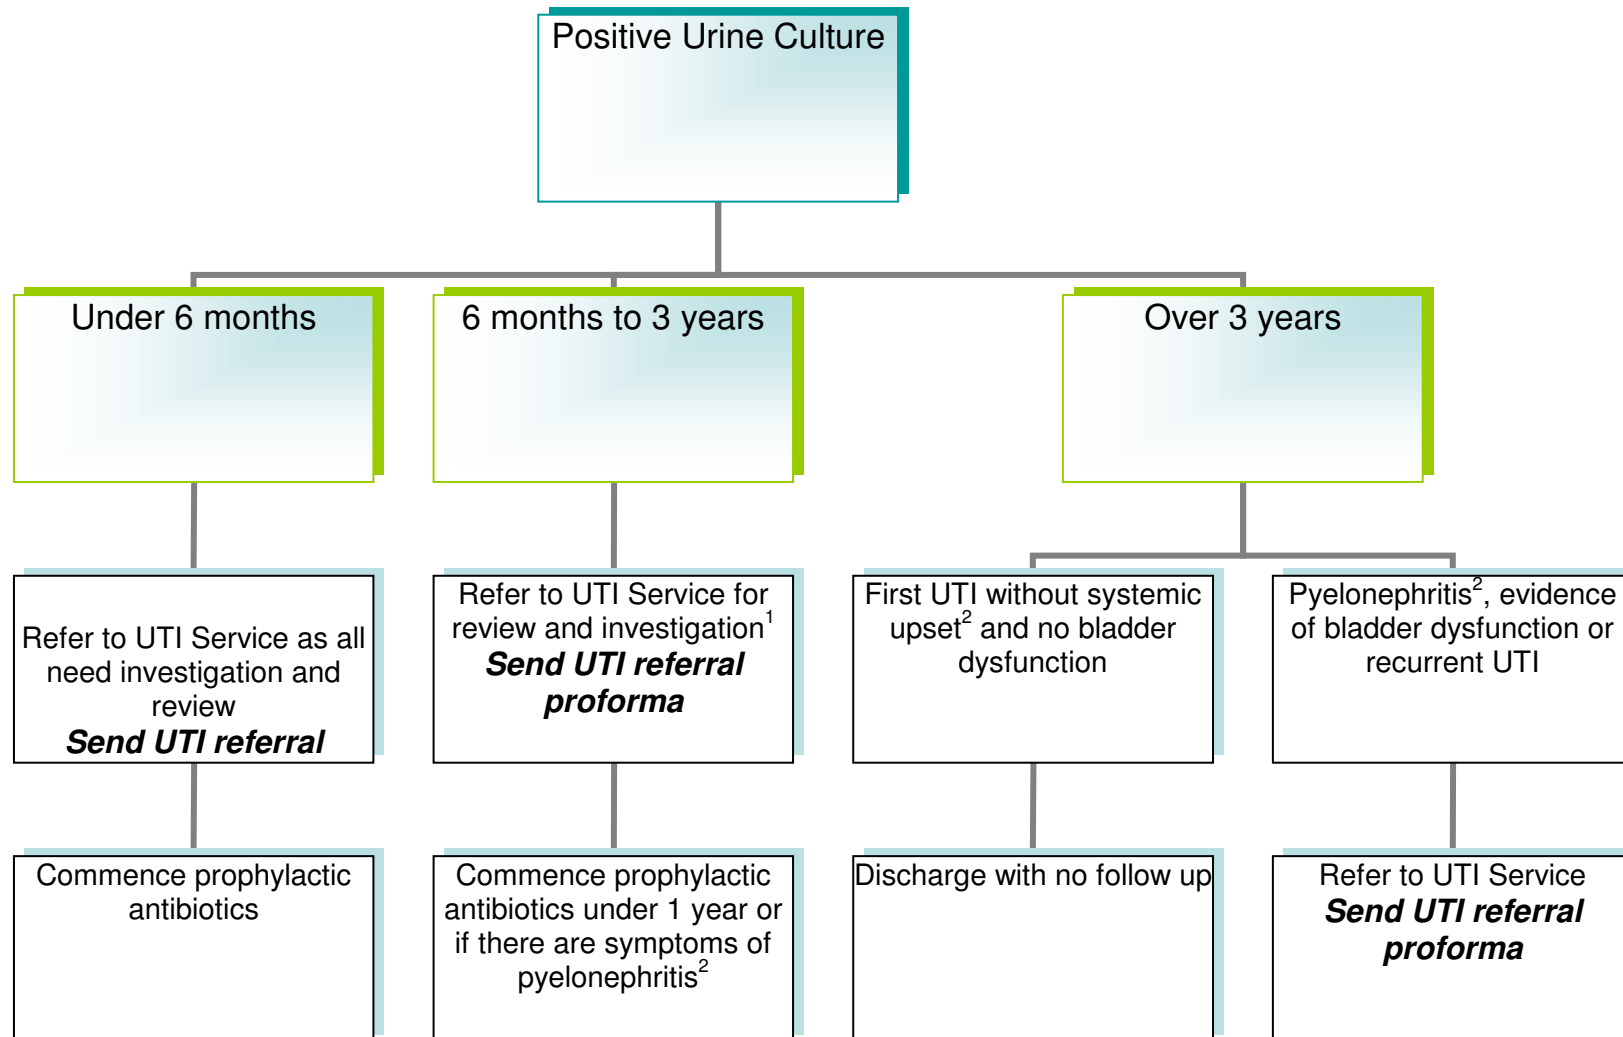 Positive Urine Culture
Under 6 months
6 months to 3 years
Over 3 years
Refer to UTI Service as all
need investigation and
review
Send UTI referral
Refer to UTI Service for
review and investigation¹
Send UTI referral
proforma
First UTI without systemic
upset² and no bladder
dysfunction
Pyelonephritis², evidence
of bladder dysfunction or
recurrent UTI
Commence prophylactic
antibiotics
Commence prophylactic
antibiotics under 1 year or
if there are symptoms of
pyelonephritis²
Discharge with no follow up
Refer to UTI Service
Send UTI referral
proforma